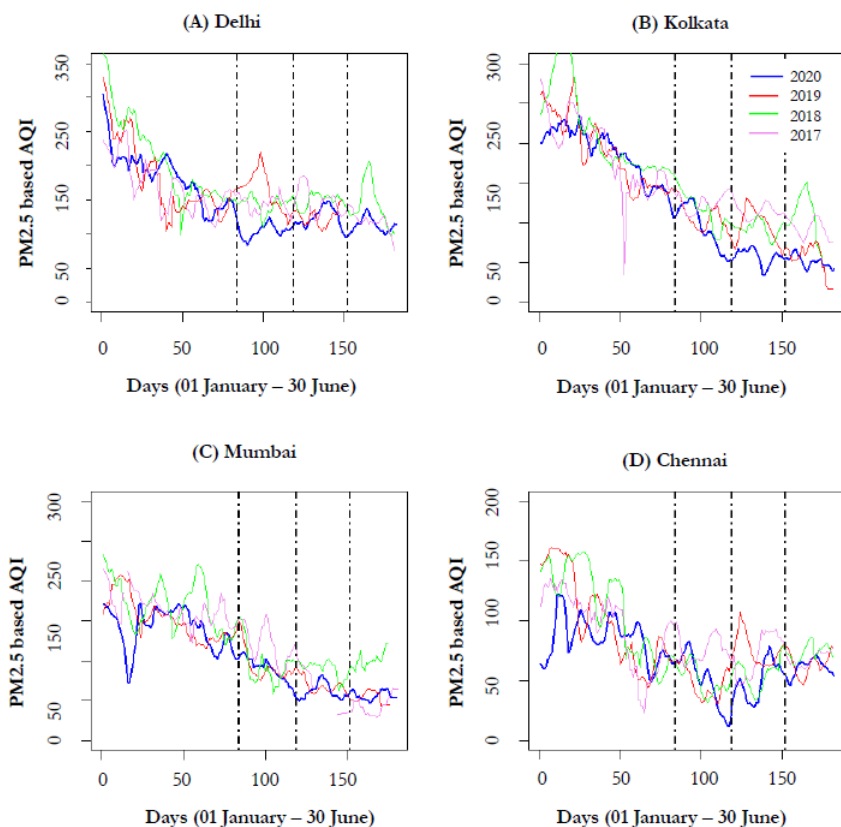 (A) Delhi
PM2.5 based AQI
350
250
150
50
0
0 50 100 150
Days (01 January – 30 June)
(B) Kolkata
PM2.5 based AQI
300
250
150
50
0
2020
2019
2018
2017
0 50 100 150
Days (01 January – 30 June)
(C) Mumbai
PM2.5 based AQI
300
250
150
50
0
0 50 100 150
Days (01 January – 30 June)
(D) Chennai
PM2.5 based AQI
200
150
100
50
0
0 50 100 150
Days (01 January – 30 June)